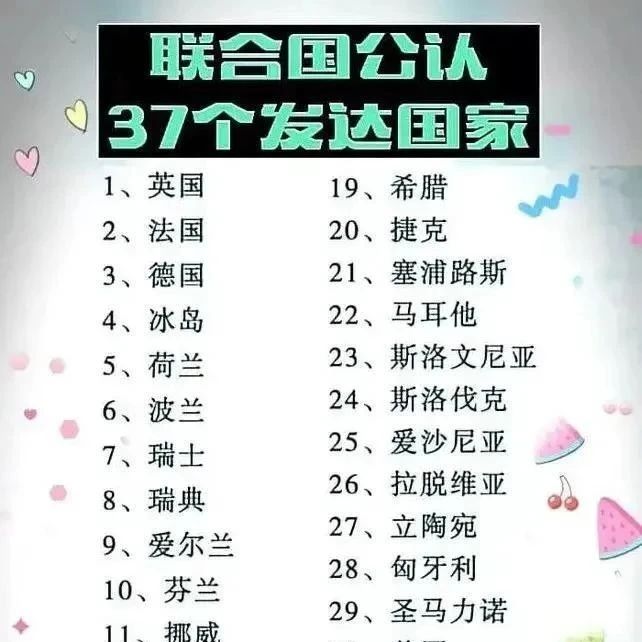 联合国公认
37个发达国家
1、英国
2、法国
3、德国
4、冰岛
5、荷兰
6、波兰
7、瑞士
8、瑞典
9、爱尔兰
10、芬兰
11、挪威
19、希腊
20、捷克
21、塞浦路斯
22、马耳他
23、斯洛文尼亚
24、斯洛伐克
25、爱沙尼亚
26、拉脱维亚
27、立陶宛
28、匈牙利
29、圣马力诺